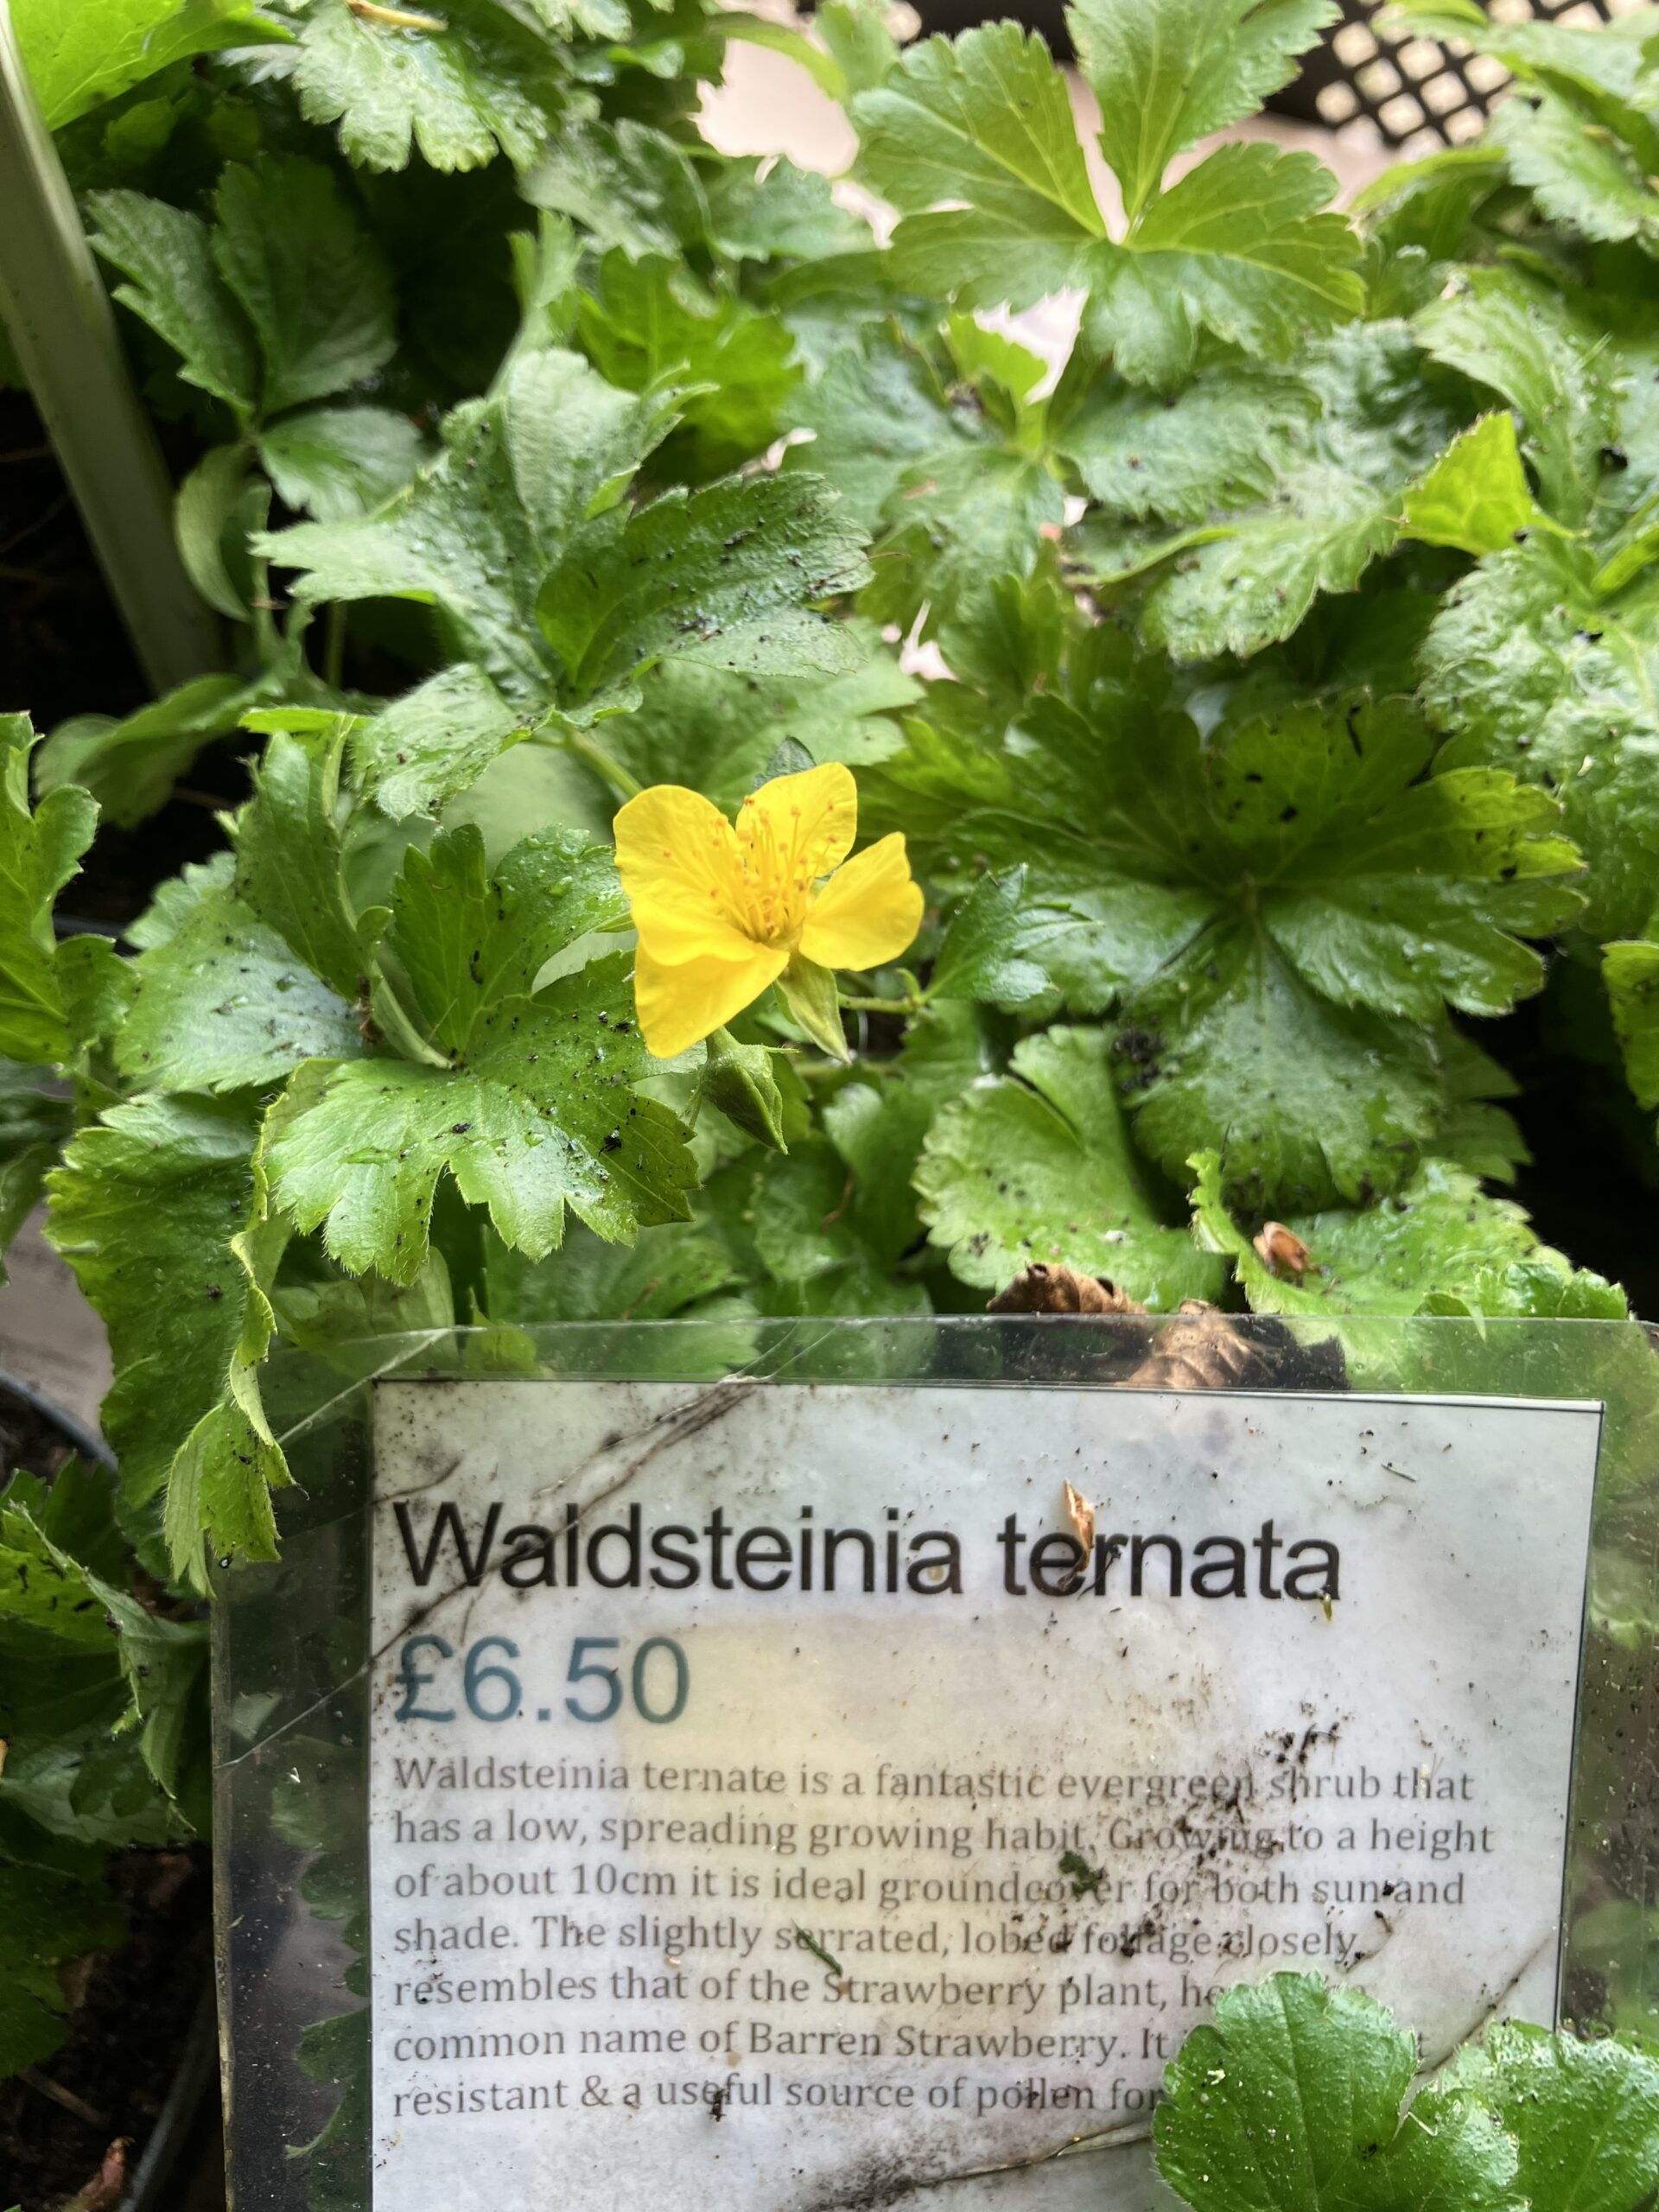 Waldsteinia ternata
£6.50
Waldsteinia ternate is a fantastic evergreen shrub that
has a low, spreading growing habit. Growing to a height
of about 10cm it is ideal groundcover for both sun and
shade. The slightly serrated, lobed foliage closely
resembles that of the Strawberry plant,
common name of Barren Strawberry. It
resistant & a useful source of pollen for